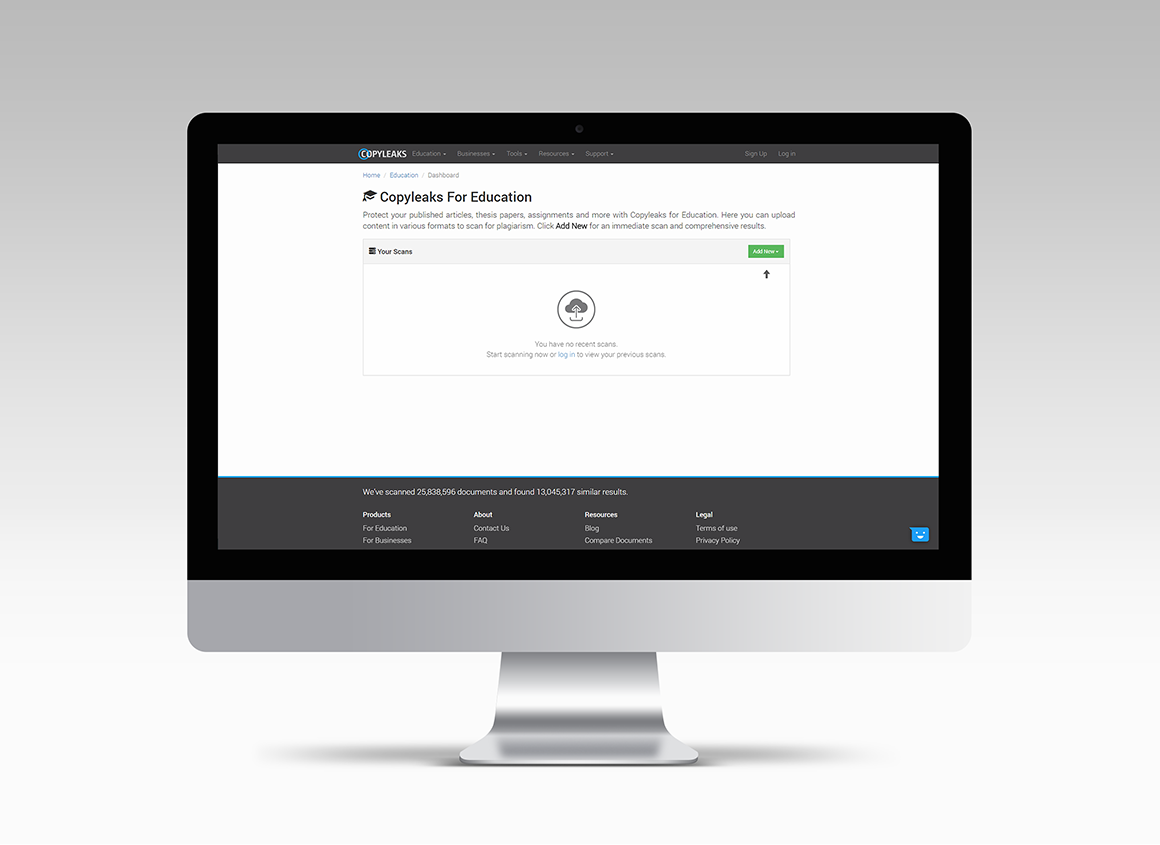 COPYLEAKS Education Businesses Tools Resources Support Sign Up Log in
Home / Education / Dashboard
Copyleaks For Education
Protect your published articles, thesis papers, assignments and more with Copyleaks for Education. Here you can upload
content in various formats to scan for plagiarism. Click Add New for an immediate scan and comprehensive results.
Your Scans Add New
You have no recent scans.
Start scanning now or log in to view your previous scans.
We've scanned 25,838,596 documents and found 13,045,317 similar results.
Products About Resources Legal
For Education Contact Us Blog Terms of use
For Businesses FAQ Compare Documents Privacy Policy